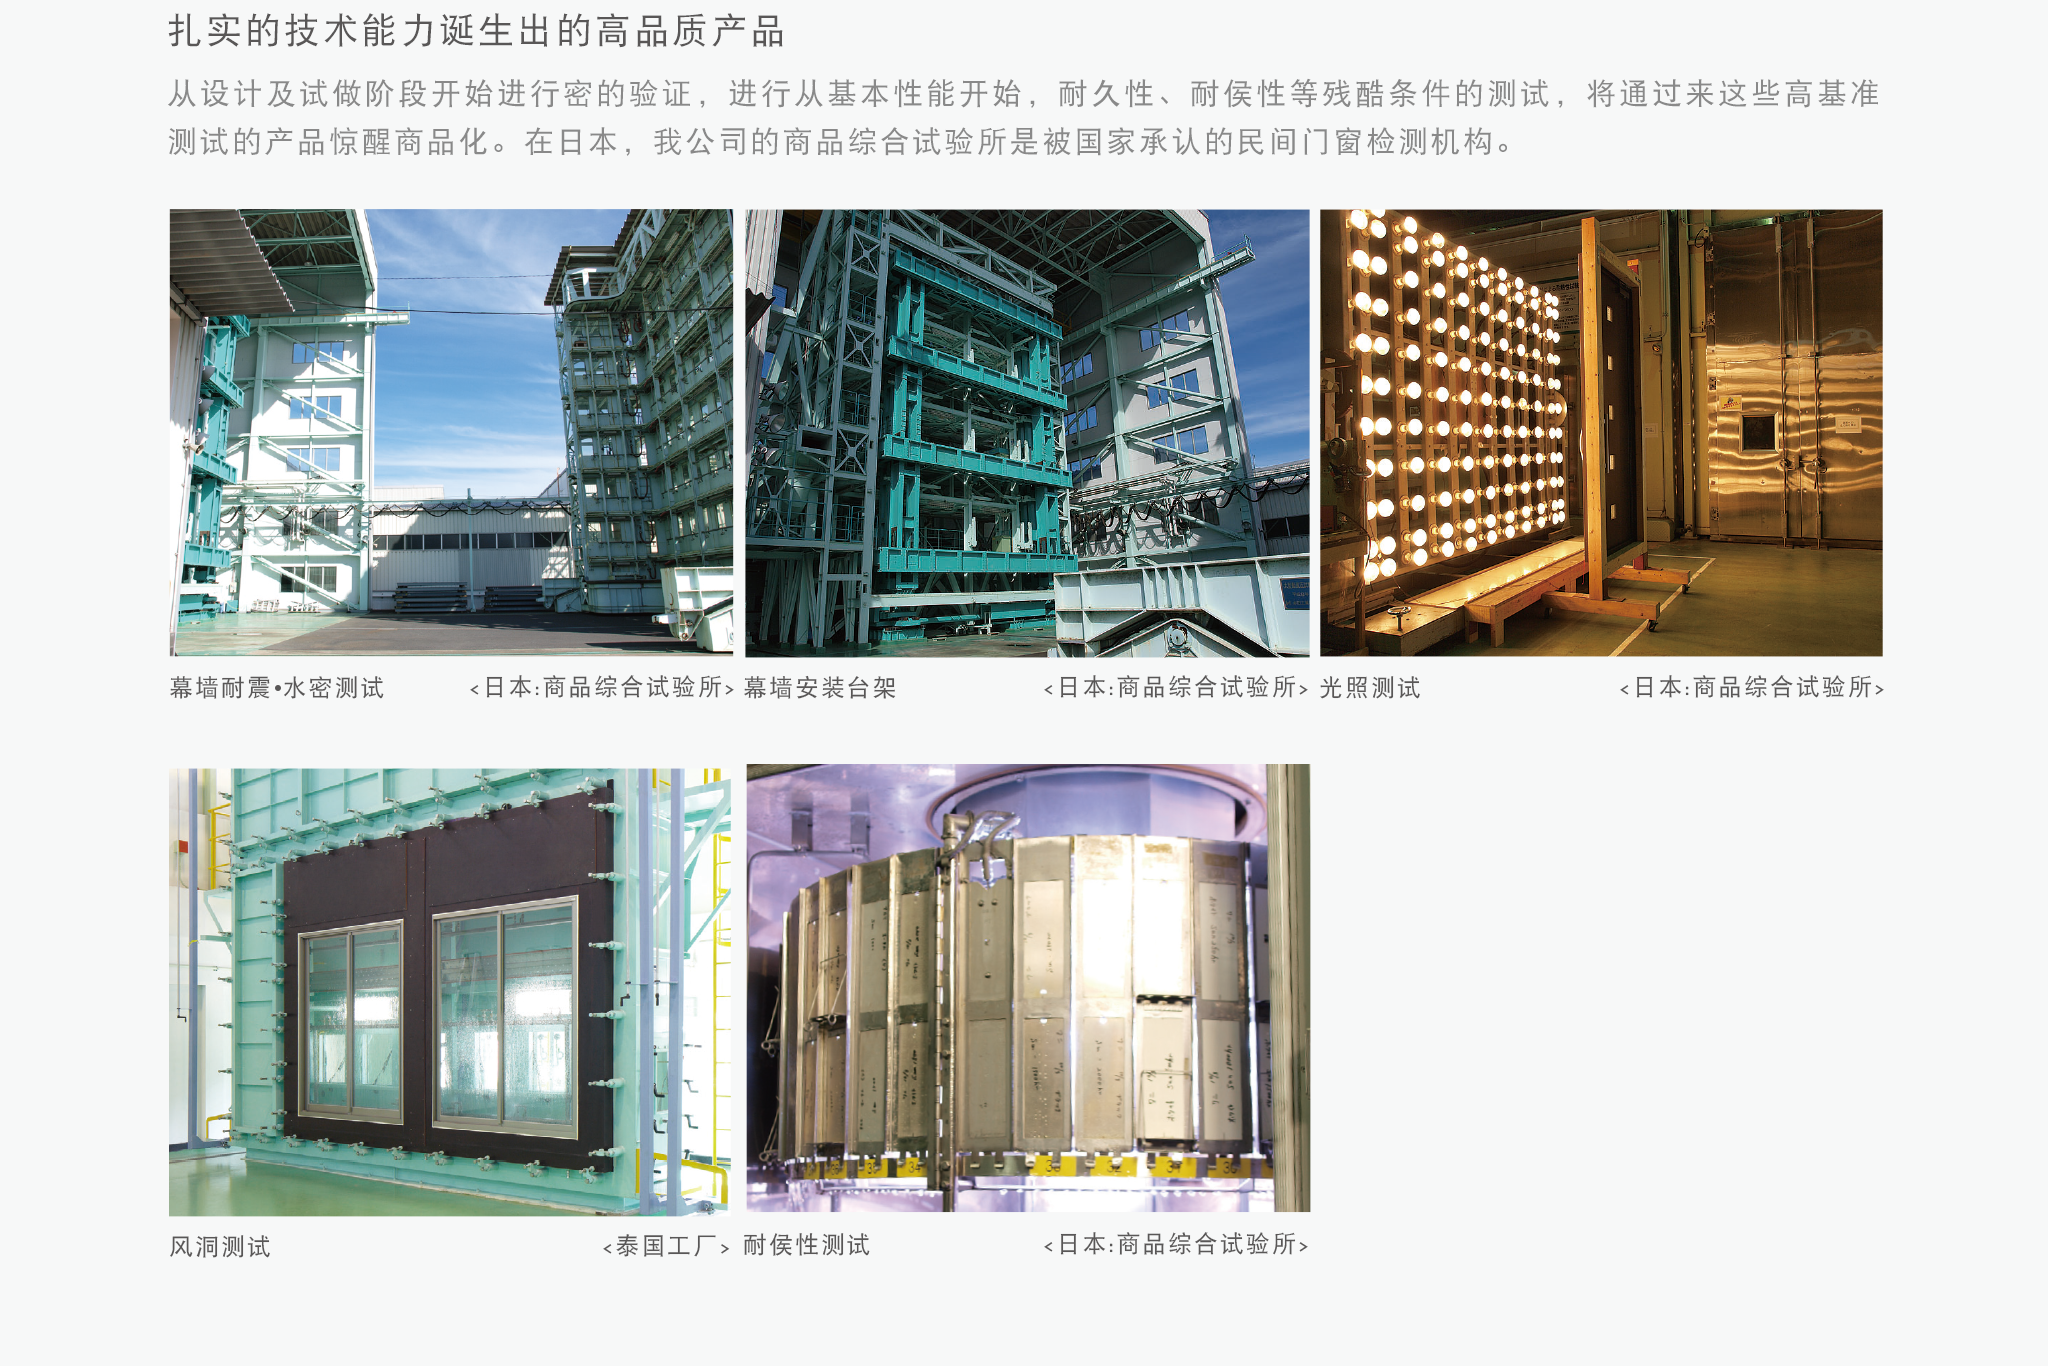 扎实的技术能力诞生出的高品质产品
从设计及试做阶段开始进行密的验证，进行从基本性能开始，耐久性、耐侯性等残酷条件的测试，将通过来这些高基准
测试的产品惊醒商品化。在日本，我公司的商品综合试验所是被国家承认的民间门窗检测机构。
幕墙耐震•水密测试 <日本:商品综合试验所>
幕墙安装台架 <日本:商品综合试验所>
光照测试 <日本:商品综合试验所>
风洞测试 <泰国工厂>
耐侯性测试 <日本:商品综合试验所>